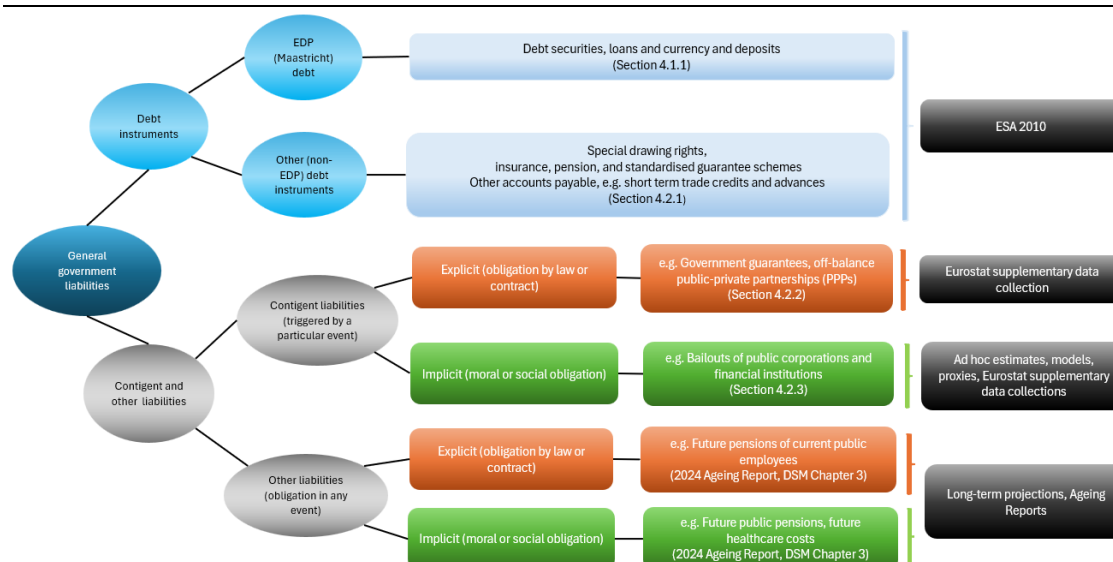 EDP
(Maastricht)
debt
Debt securities, loans and currency and deposits
(Section 4.1.1)
Debt
instruments
ESA 2010
Other (non-
EDP) debt
instruments
Special drawing rights,
insurance, pension, and standardised guarantee schemes
Other accounts payable, e.g. short term trade credits and advances
(Section 4.2.1)
General
government
liabilities
Contigent liabilities
(triggered by a
particular event)
Explicit (obligation by law or
contract)
e.g. Government guarantees, off-balance
public-private partnerships (PPPs)
(Section 4.2.2)
Eurostat supplementary data
collection
Contigent and
other liabilities
Implicit (moral or social obligation)
e.g. Bailouts of public corporations and
financial institutions
(Section 4.2.3)
Ad hoc estimates, models,
proxies, Eurostat supplementary
data collections
Other liabilities
(obligation in any
event)
Explicit (obligation by law or
contract)
e.g. Future pensions of current public
employees
(2024 Ageing Report, DSM Chapter 3)
Long-term projections, Ageing
Reports
Implicit (moral or social obligation)
e.g. Future public pensions, future
healthcare costs
(2024 Ageing Report, DSM Chapter 3)